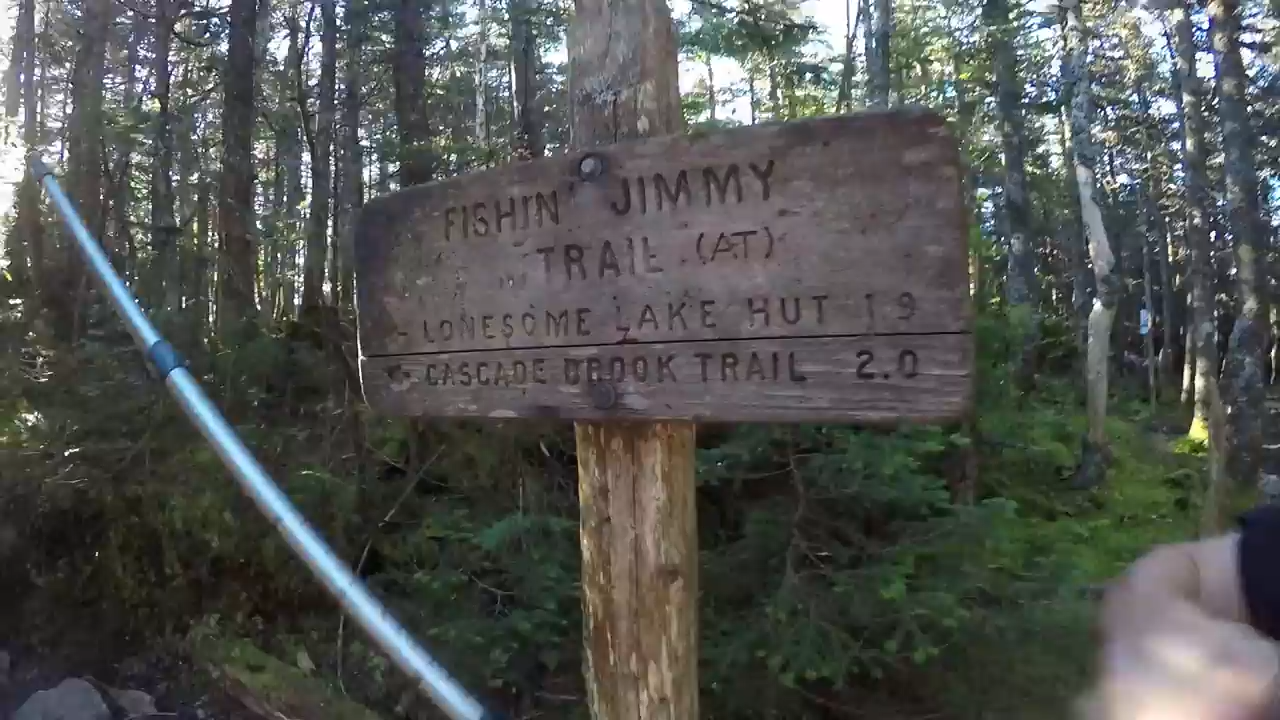 FISHIN' JIMMY
TRAIL (AT)
LONESOME LAKE HUT 1.9
CASCADE BROOK TRAIL 2.0